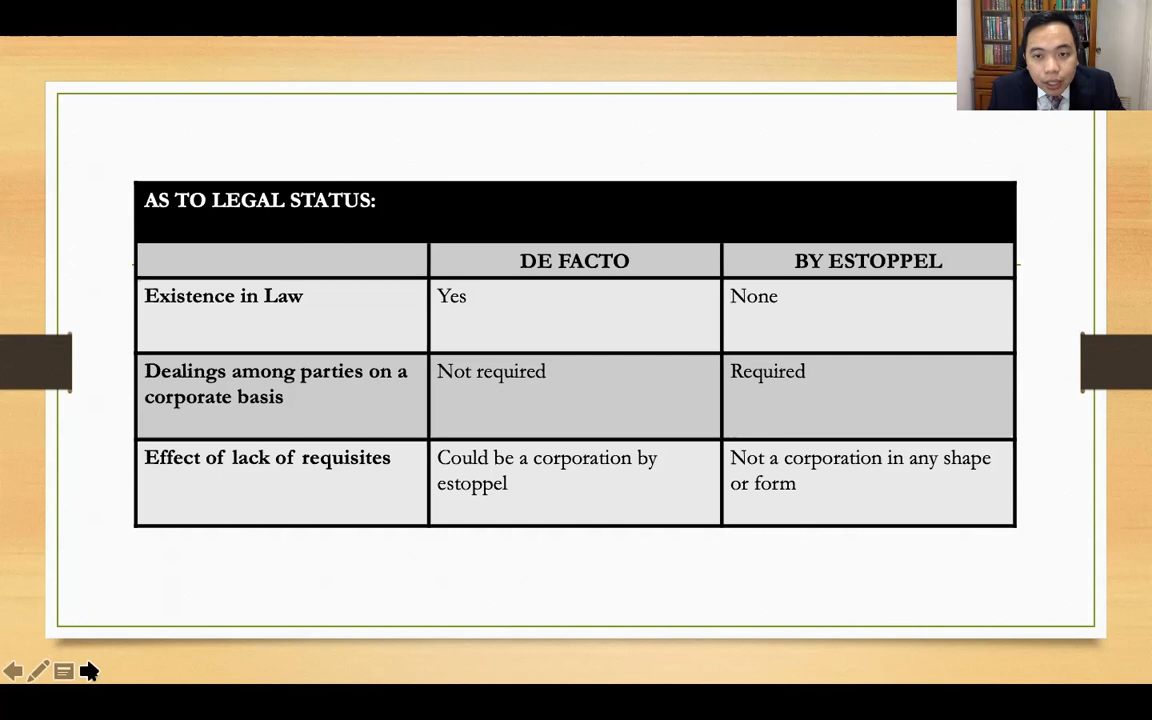 AS TO LEGAL STATUS:
DE FACTO BY ESTOPPEL
Existence in Law Yes None
Dealings among parties on a Not required Required
corporate basis
Effect of lack of requisites Could be a corporation by Not a corporation in any shape
estoppel or form